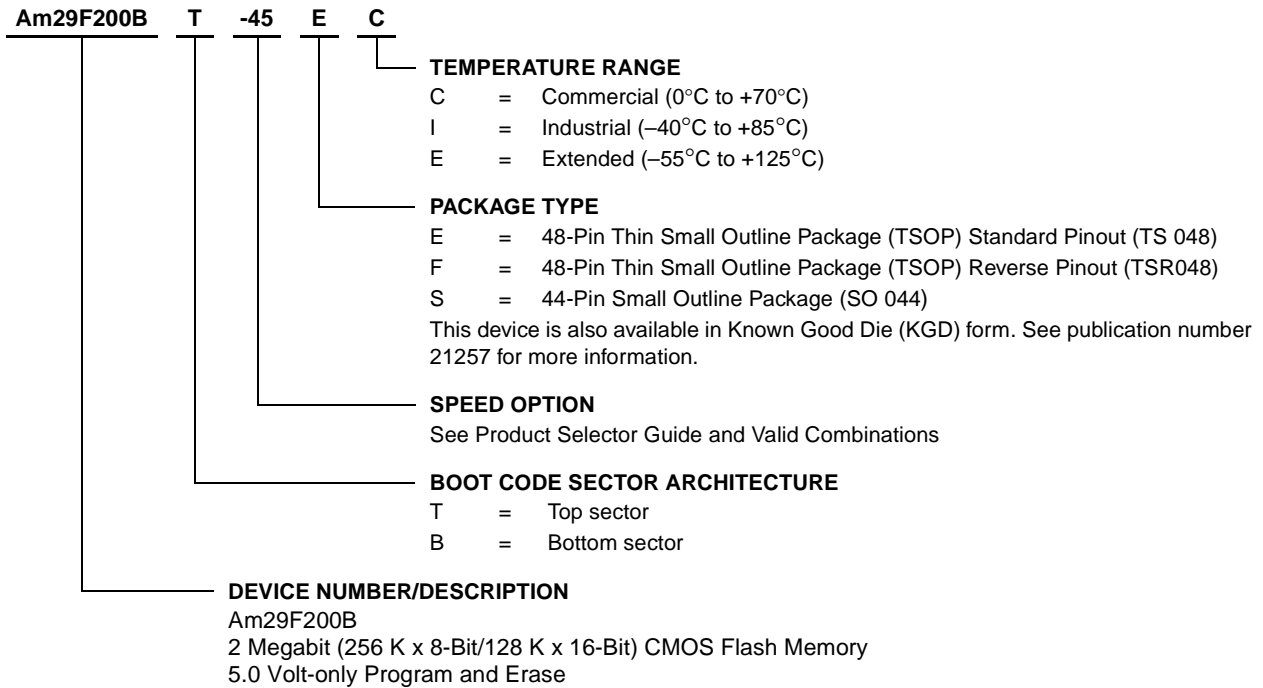 Am29F200B T -45 E C
TEMPERATURE RANGE
C = Commercial (0°C to +70°C)
I = Industrial (–40°C to +85°C)
E = Extended (–55°C to +125°C)
PACKAGE TYPE
E = 48-Pin Thin Small Outline Package (TSOP) Standard Pinout (TS 048)
F = 48-Pin Thin Small Outline Package (TSOP) Reverse Pinout (TSR048)
S = 44-Pin Small Outline Package (SO 044)
This device is also available in Known Good Die (KGD) form. See publication number
21257 for more information.
SPEED OPTION
See Product Selector Guide and Valid Combinations
BOOT CODE SECTOR ARCHITECTURE
T = Top sector
B = Bottom sector
DEVICE NUMBER/DESCRIPTION
Am29F200B
2 Megabit (256 K x 8-Bit/128 K x 16-Bit) CMOS Flash Memory
5.0 Volt-only Program and Erase